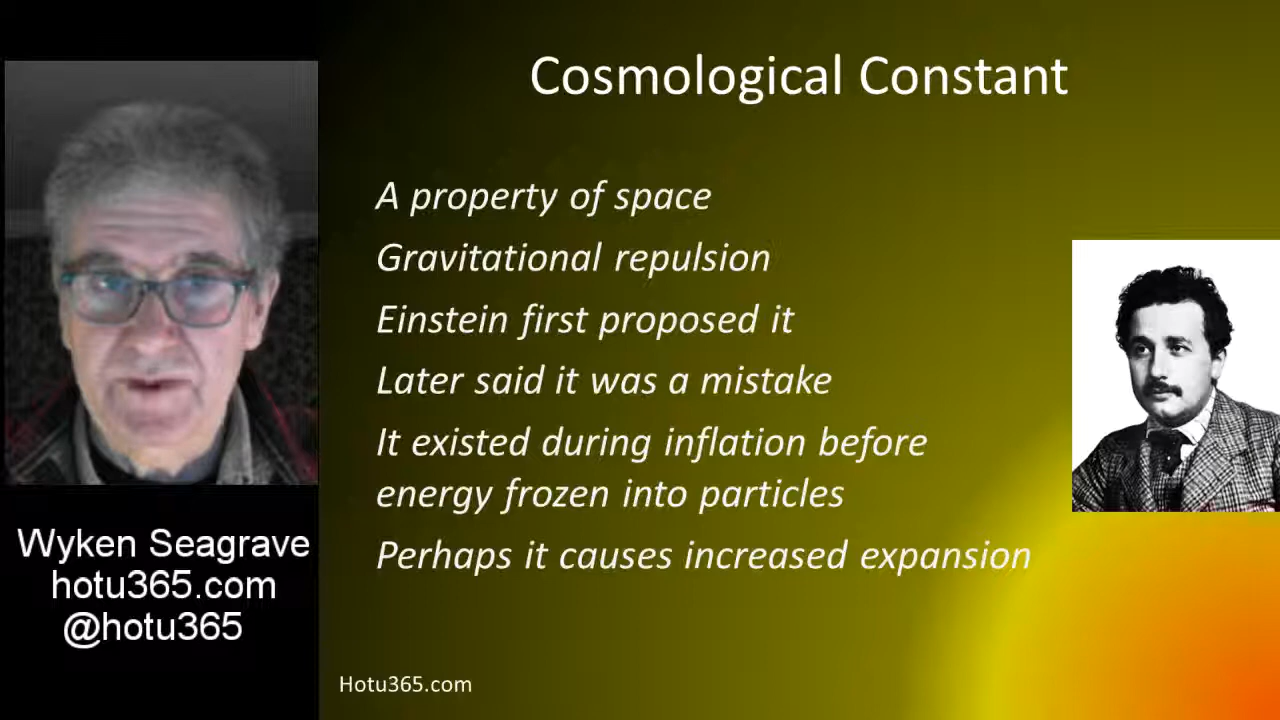 Cosmological Constant
A property of space
Gravitational repulsion
Einstein first proposed it
Later said it was a mistake
It existed during inflation before
energy frozen into particles
Perhaps it causes increased expansion
Wyken Seagrave
hotu365.com
@hotu365
Hotu365.com